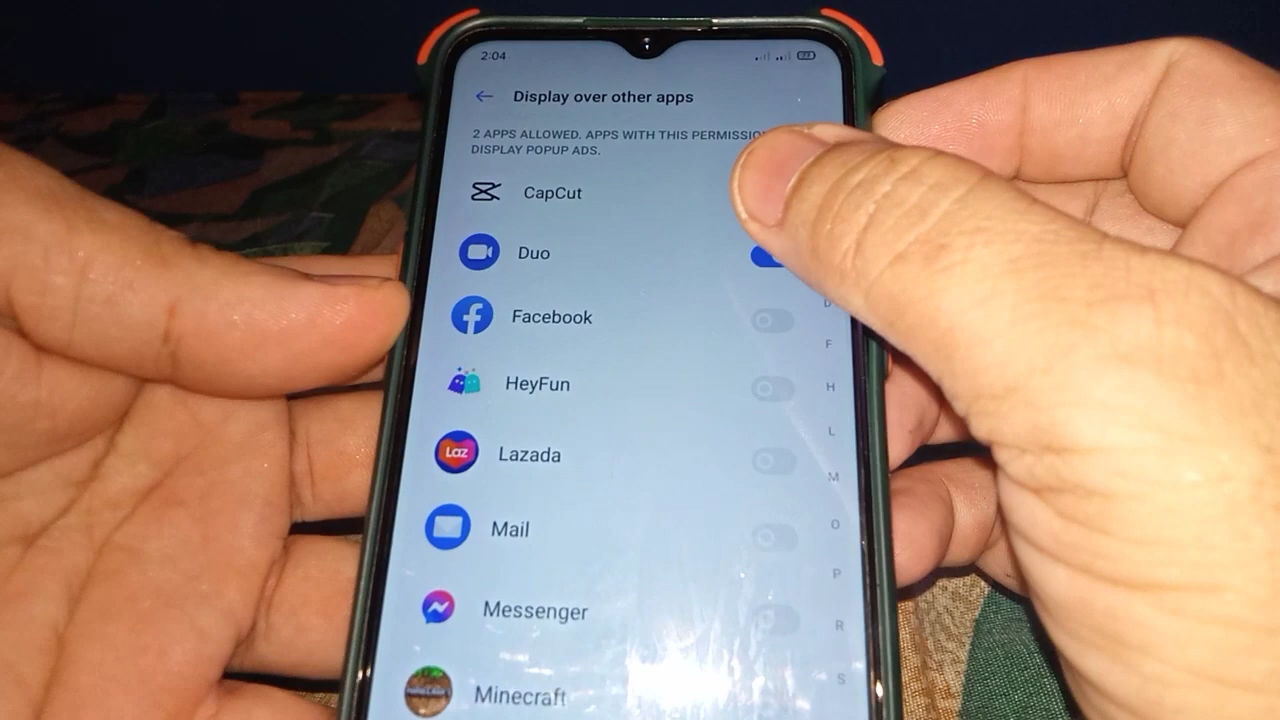 2:04
Display over other apps
2 APPS ALLOWED. APPS WITH THIS
DISPLAY POPUP ADS.
CapCut
Duo
Facebook
F
HeyFun
H
Laz
Lazada
L
M
Mail
O
P
Messenger
R
S
Minecraft